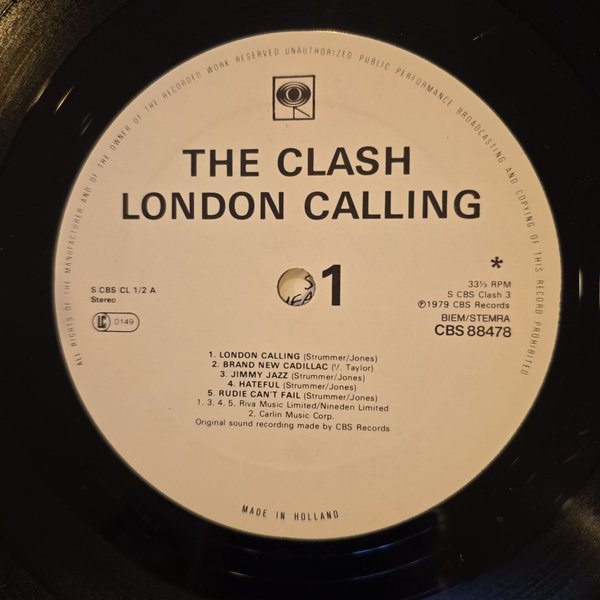 ALL RIGHTS OF THE MANUFACTURER AND OF THE OWNER OF THE RECORDED WORK RESERVED UNAUTHORIZED PUBLIC PERFORMANCE BROADCASTING AND COPYING OF THIS RECORD PROHIBITED
THE CLASH
LONDON CALLING
1
*
S CBS CL 1/2 A
Stereo
LC 0149
33⅓ RPM
S CBS Clash 3
℗1979 CBS Records
BIEM/STEMRA
CBS 88478
1. LONDON CALLING (Strummer/Jones)
2. BRAND NEW CADILLAC (V. Taylor)
3. JIMMY JAZZ (Strummer/Jones)
4. HATEFUL (Strummer/Jones)
5. RUDIE CAN'T FAIL (Strummer/Jones)
1, 3, 4, 5, Riva Music Limited/Nineden Limited
2, Carlin Music Corp.
Original sound recording made by CBS Records
MADE IN HOLLAND